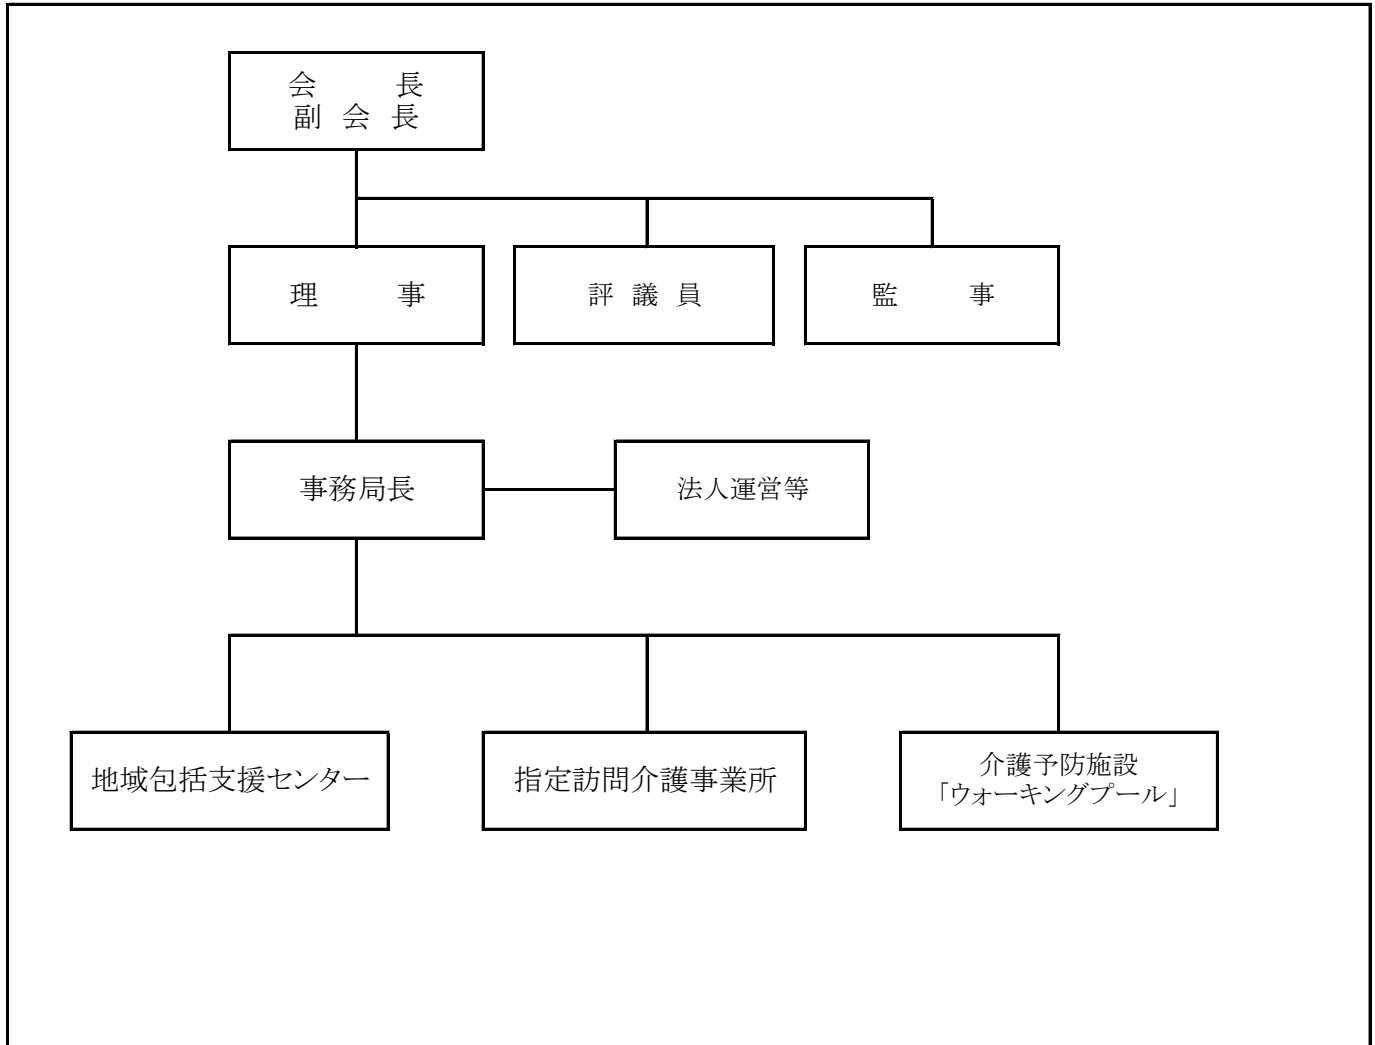 会長
副会長
理事
評議員
監事
事務局長
法人運営等
地域包括支援センター
指定訪問介護事業所
介護予防施設
「ウォーキングプール」